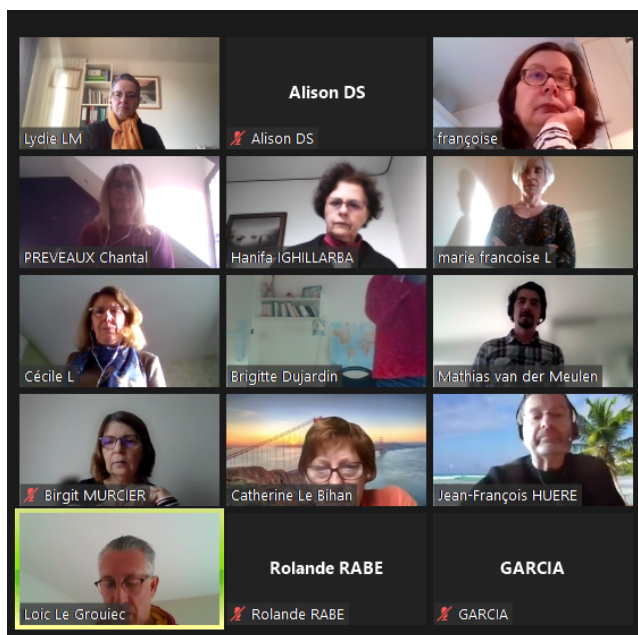 Lydie LM
Alison DS
Alison DS
françoise
PREVEAUX Chantal
Hanifa IGHILLARBA
marie francoise L
Cécile L
Brigitte Dujardin
Mathias van der Meulen
Birgit MURCIER
Catherine Le Bihan
Jean-François HUERE
Loic Le Grouiec
Rolande RABE
Rolande RABE
GARCIA
GARCIA